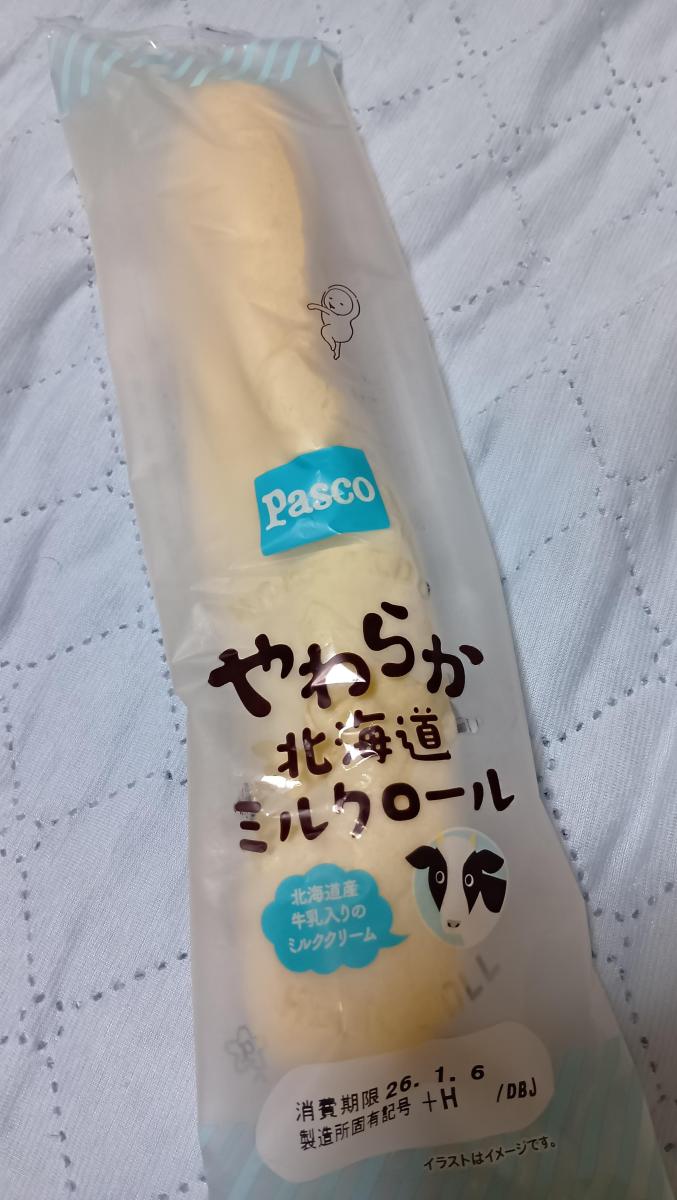 Pasco
やわらか
北海道
ミルクロール
北海道産
牛乳入りの
ミルククリーム
消費期限 26. 1. 6
製造所固有記号 +H /DBJ
イラストはイメージです。